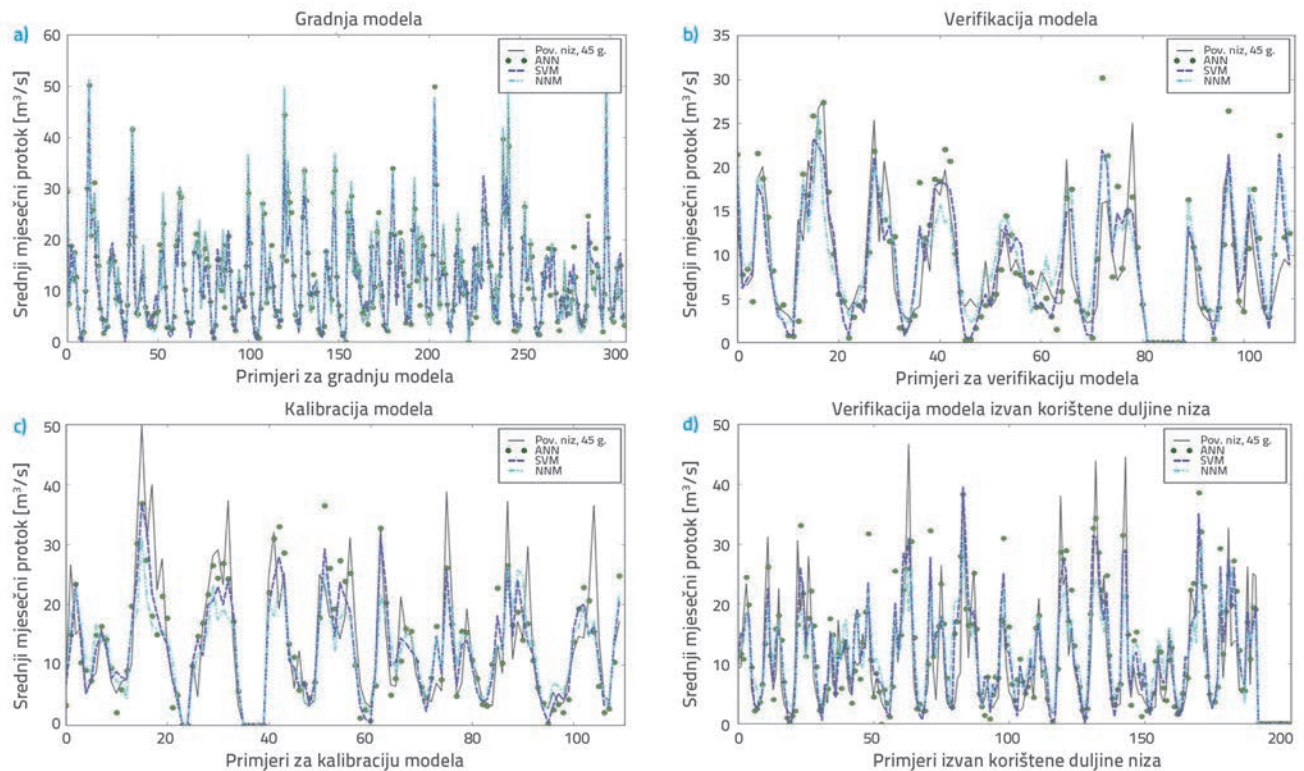 a)
Gradnja modela
Srednji mjesečni protok [m³/s]
60
50
40
30
20
10
0
Pov. niz, 45 g.
ANN
SVM
NNM
0 50 100 150 200 250 300
Primjeri za gradnju modela
b)
Verifikacija modela
Srednji mjesečni protok [m³/s]
35
30
25
20
15
10
5
0
Pov. niz, 45 g.
ANN
SVM
NNM
0 20 40 60 80 100
Primjeri za verifikaciju modela
c)
Kalibracija modela
Srednji mjesečni protok [m³/s]
50
40
30
20
10
0
Pov. niz, 45 g.
ANN
SVM
NNM
0 20 40 60 80 100
Primjeri za kalibraciju modela
d)
Verifikacija modela izvan korištene duljine niza
Srednji mjesečni protok [m³/s]
50
40
30
20
10
0
Pov. niz, 45 g.
ANN
SVM
NNM
0 50 100 150 200
Primjeri izvan korištene duljine niza